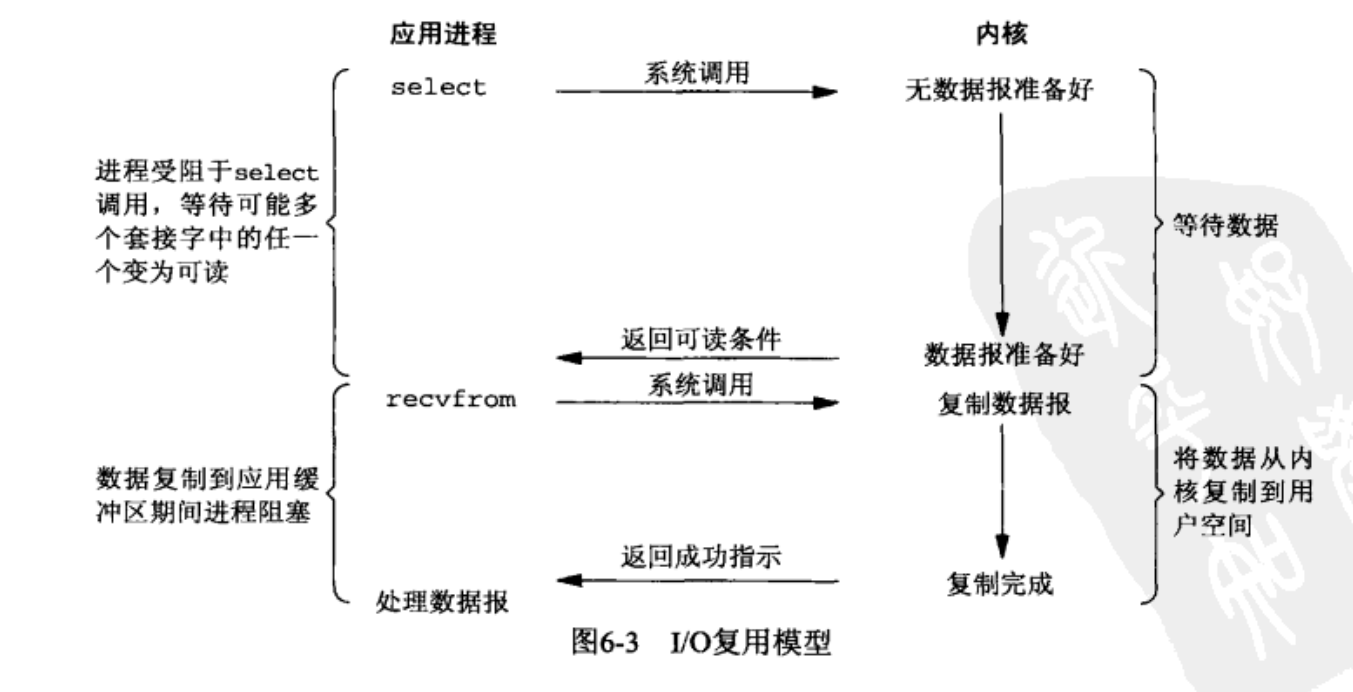 应用进程
内核
select
系统调用
无数据报准备好
进程受阻于select
调用，等待可能多
个套接字中的任一
个变为可读
等待数据
返回可读条件
数据报准备好
recvfrom
系统调用
复制数据报
数据复制到应用缓
冲区期间进程阻塞
将数据从内
核复制到用
户空间
返回成功指示
复制完成
处理数据报
图6-3 I/O复用模型